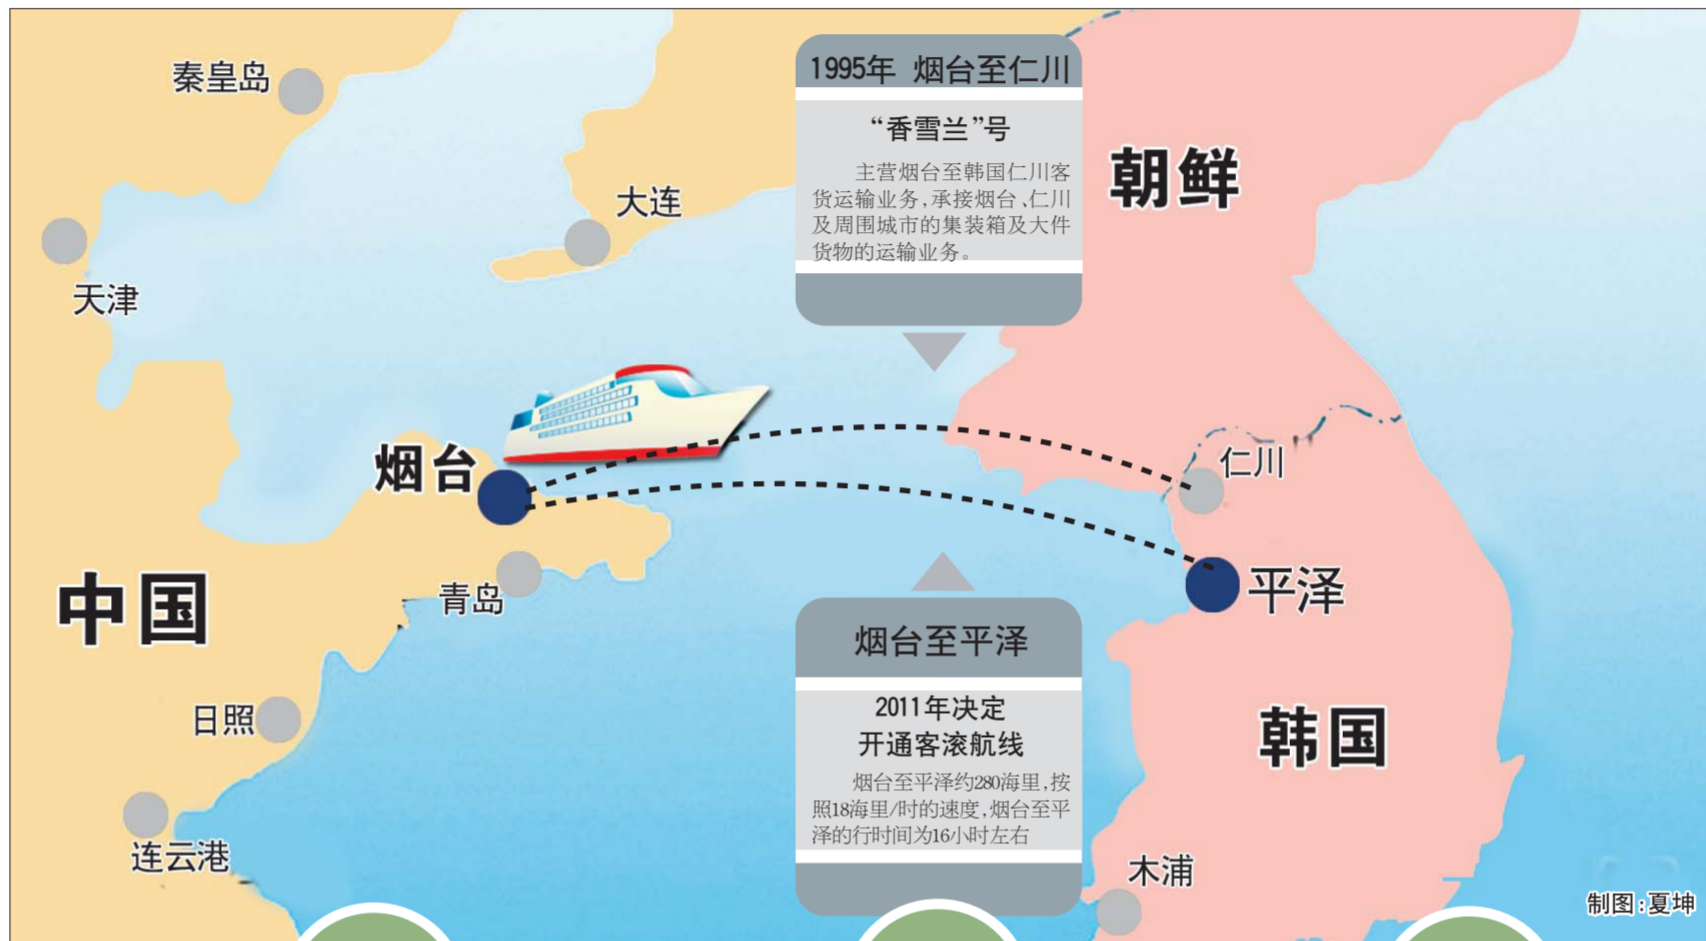 1995年 烟台至仁川
“香雪兰”号
主营烟台至韩国仁川客
货运输业务,承接烟台、仁川
及周围城市的集装箱及大件
货物的运输业务。
秦皇岛
大连
朝鲜
天津
烟台
仁川
中国
青岛
平泽
烟台至平泽
2011年决定
开通客滚航线
烟台至平泽约280海里,按
照18海里/时的速度,烟台至平
泽的行时间为16小时左右
日照
韩国
连云港
木浦
制图:夏坤